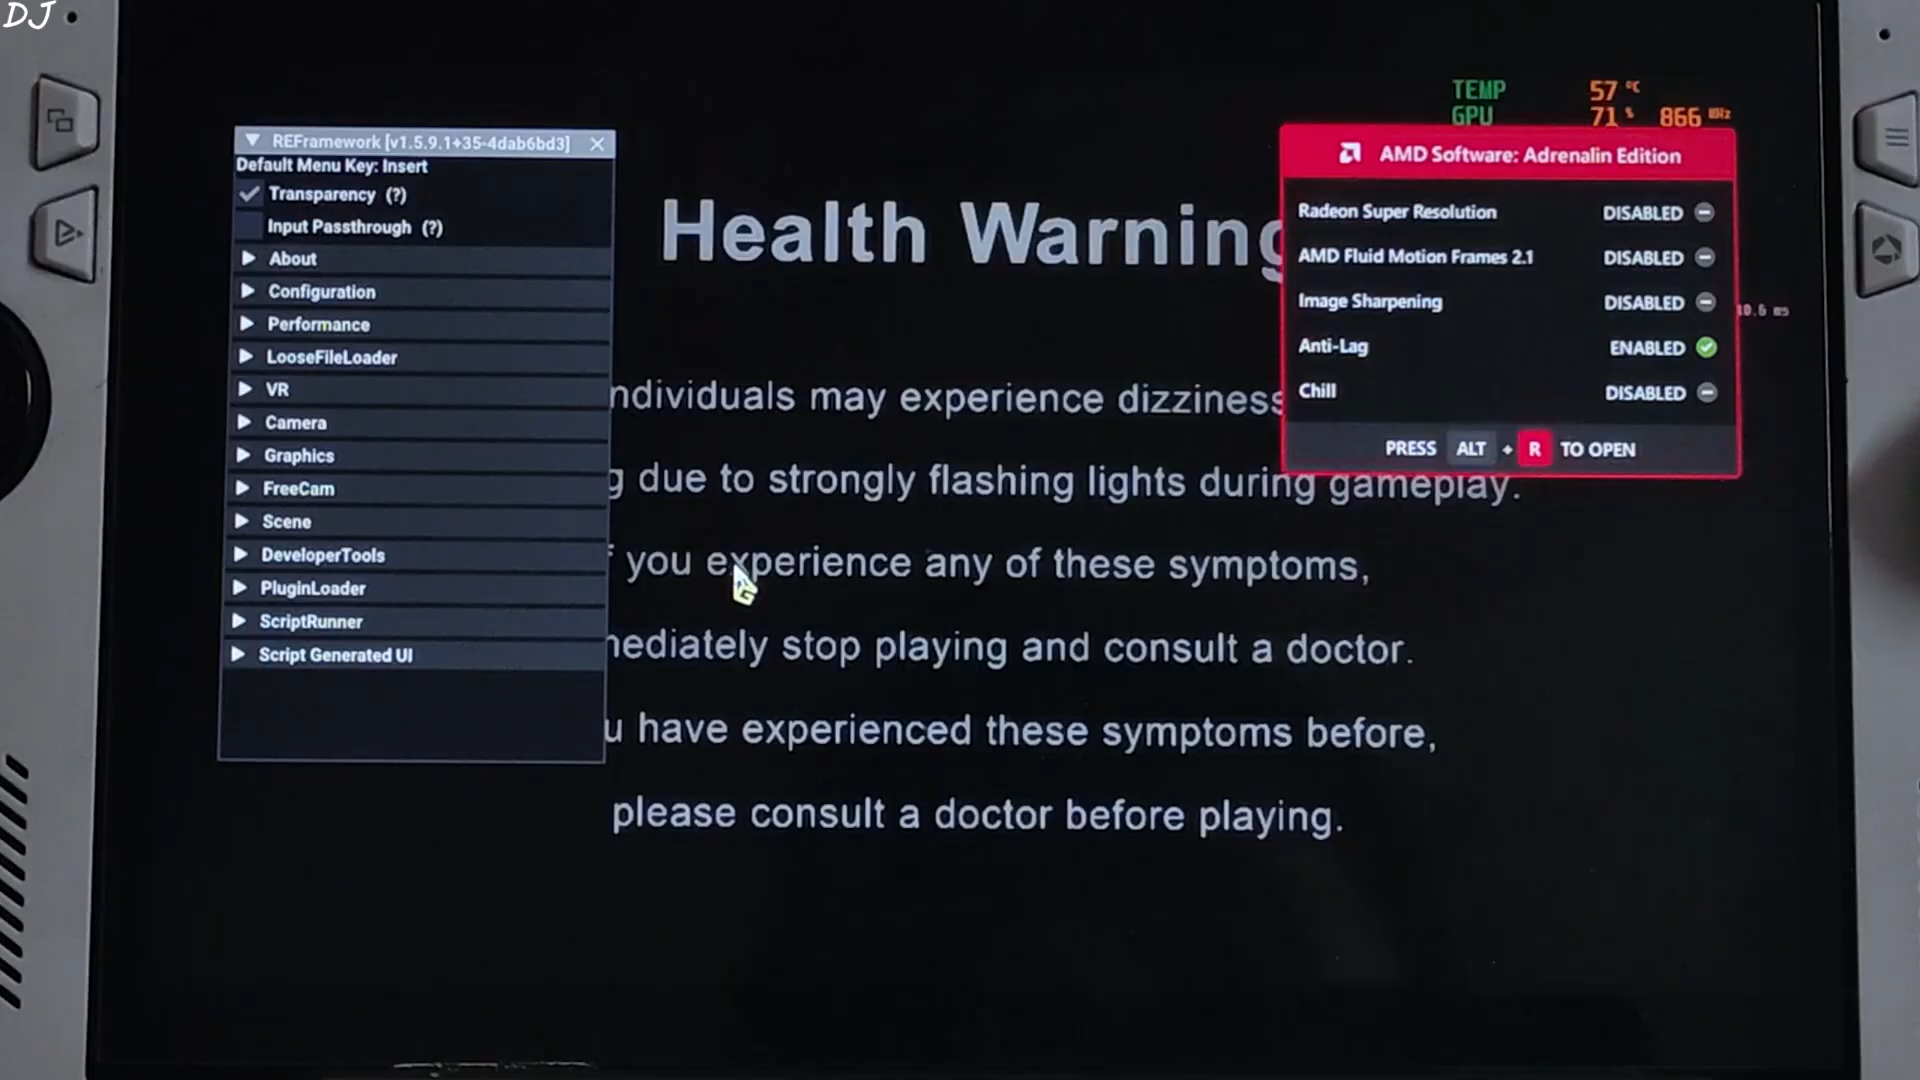 DJ
TEMP 57 °C
GPU 71 % 866 MHz
REFramework [v1.5.9.1+35-4dab6bd3]
Default Menu Key: Insert
Transparency (?)
Input Passthrough (?)
About
Configuration
Performance
LooseFileLoader
VR
Camera
Graphics
FreeCam
Scene
DeveloperTools
PluginLoader
ScriptRunner
Script Generated UI
Health Warning
ndividuals may experience dizziness
g due to strongly flashing lights during gameplay.
f you experience any of these symptoms,
mediately stop playing and consult a doctor.
u have experienced these symptoms before,
please consult a doctor before playing.
AMD Software: Adrenalin Edition
Radeon Super Resolution DISABLED
AMD Fluid Motion Frames 2.1 DISABLED
Image Sharpening DISABLED
Anti-Lag ENABLED
Chill DISABLED
PRESS ALT + R TO OPEN
10.6 ms